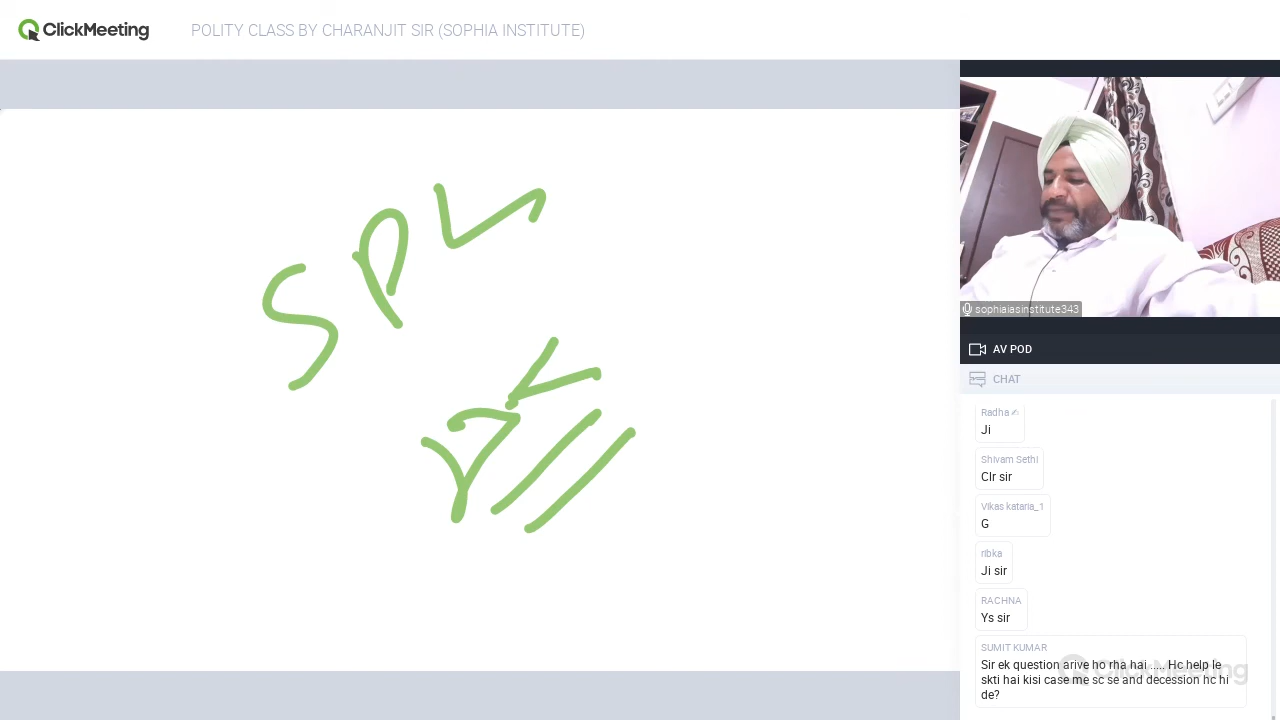 ClickMeeting
POLITY CLASS BY CHARANJIT SIR (SOPHIA INSTITUTE)
sophiaiasinstitute343
AV POD
CHAT
Radha ✍
Ji
Shivam Sethi
Clr sir
Vikas kataria_1
G
ribka
Ji sir
RACHNA
Ys sir
SUMIT KUMAR
Sir ek question arive ho rha hai ..... Hc help le
skti hai kisi case me sc se and decession hc hi
de?
ClickMeeting